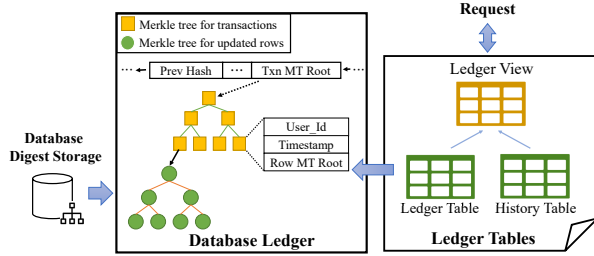 Request
Merkle tree for transactions
Merkle tree for updated rows
Prev Hash
...
Txn MT Root
Ledger View
User_Id
Timestamp
Row MT Root
Database
Digest Storage
Ledger Table
History Table
Database Ledger
Ledger Tables